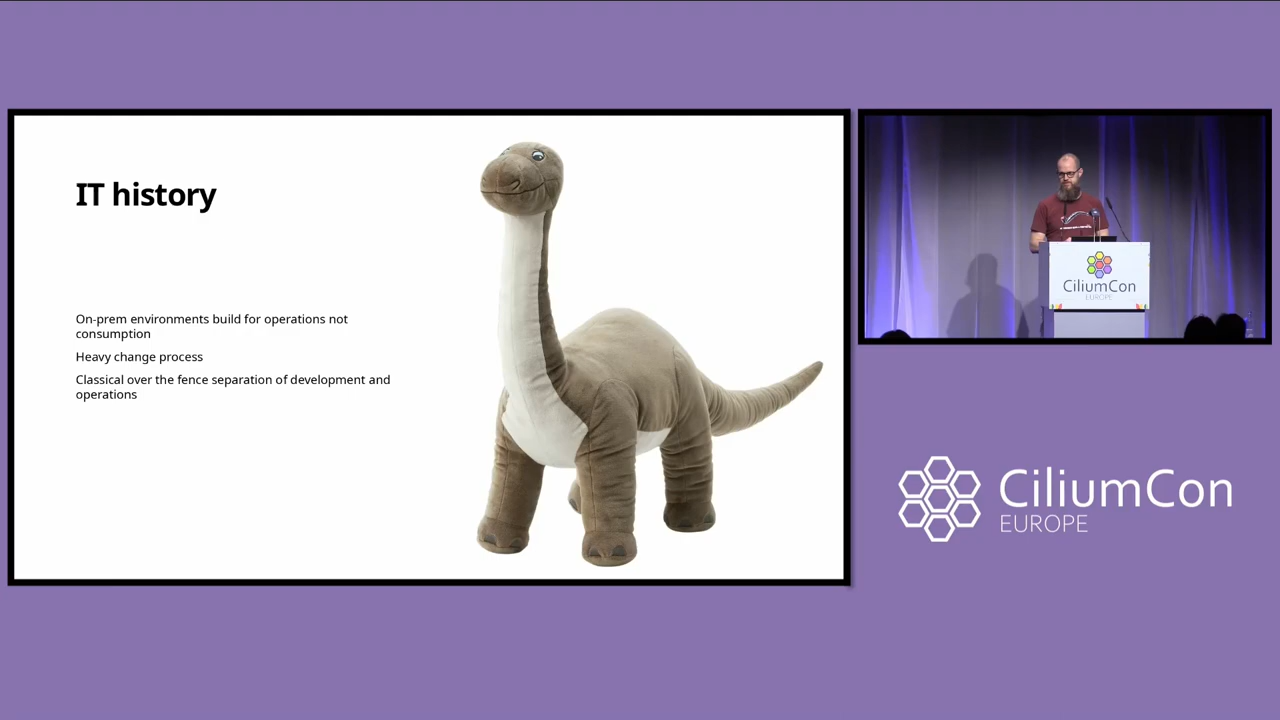 IT history
On-prem environments build for operations not
consumption
Heavy change process
Classical over the fence separation of development and
operations
CiliumCon
EUROPE
CiliumCon
EUROPE